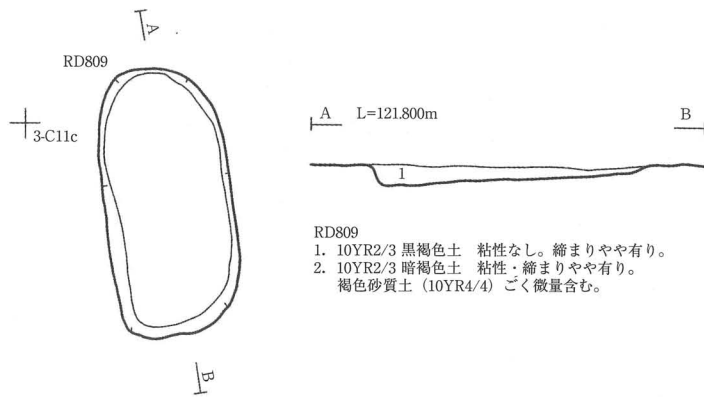 A
RD809
3-C11c
B
A L=121.800m B
1
RD809
1. 10YR2/3 黒褐色土 粘性なし。締まりやや有り。
2. 10YR2/3 暗褐色土 粘性・締まりやや有り。
褐色砂質土（10YR4/4）ごく微量含む。